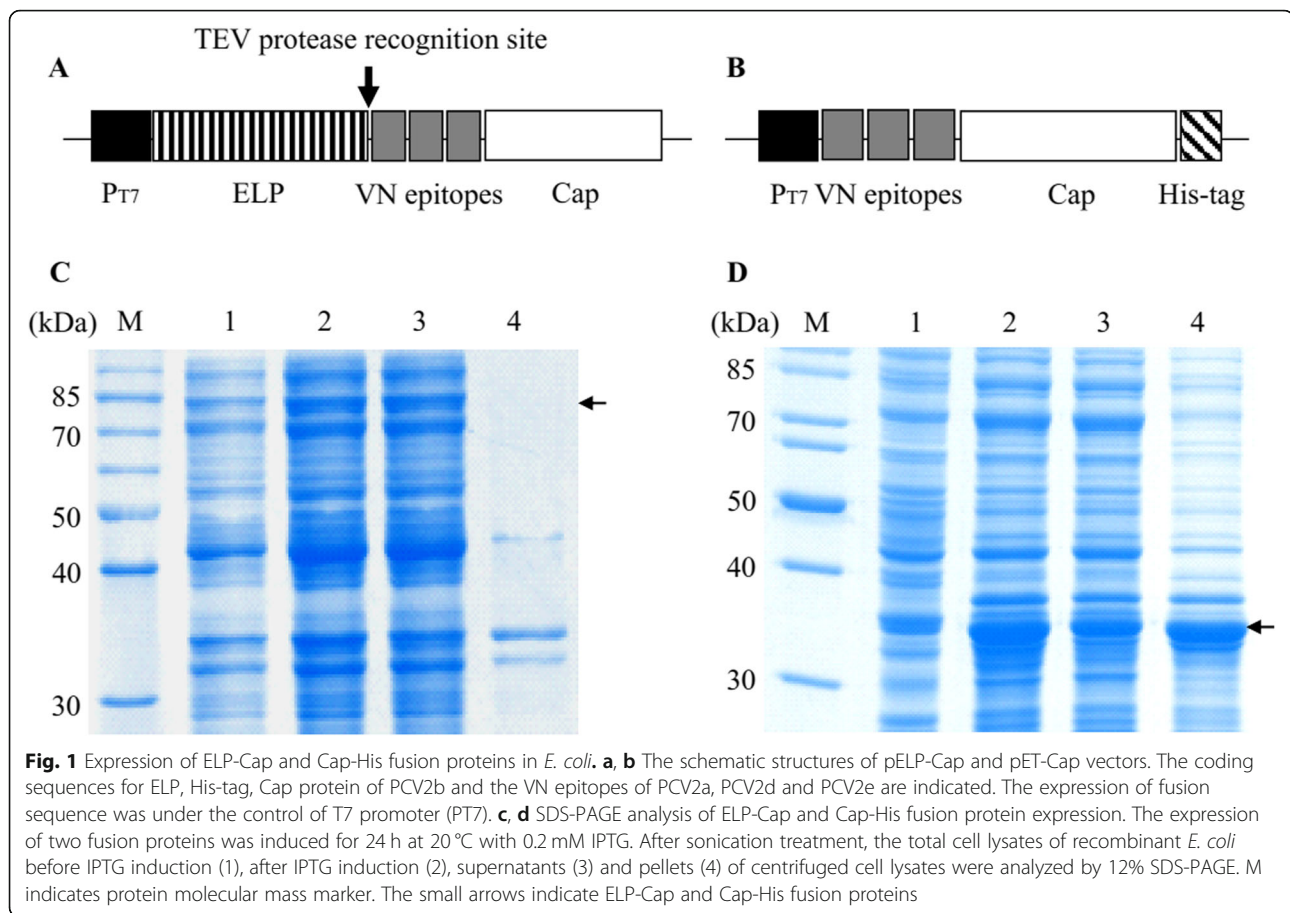 TEV protease recognition site
A
B
PT7 ELP VN epitopes Cap
PT7 VN epitopes Cap His-tag
C
D
(kDa) M 1 2 3 4
(kDa) M 1 2 3 4
85
70
50
40
30
85
70
50
40
30
Fig. 1 Expression of ELP-Cap and Cap-His fusion proteins in E. coli. a, b The schematic structures of pELP-Cap and pET-Cap vectors. The coding
sequences for ELP, His-tag, Cap protein of PCV2b and the VN epitopes of PCV2a, PCV2d and PCV2e are indicated. The expression of fusion
sequence was under the control of T7 promoter (PT7). c, d SDS-PAGE analysis of ELP-Cap and Cap-His fusion protein expression. The expression
of two fusion proteins was induced for 24 h at 20 °C with 0.2 mM IPTG. After sonication treatment, the total cell lysates of recombinant E. coli
before IPTG induction (1), after IPTG induction (2), supernatants (3) and pellets (4) of centrifuged cell lysates were analyzed by 12% SDS-PAGE. M
indicates protein molecular mass marker. The small arrows indicate ELP-Cap and Cap-His fusion proteins